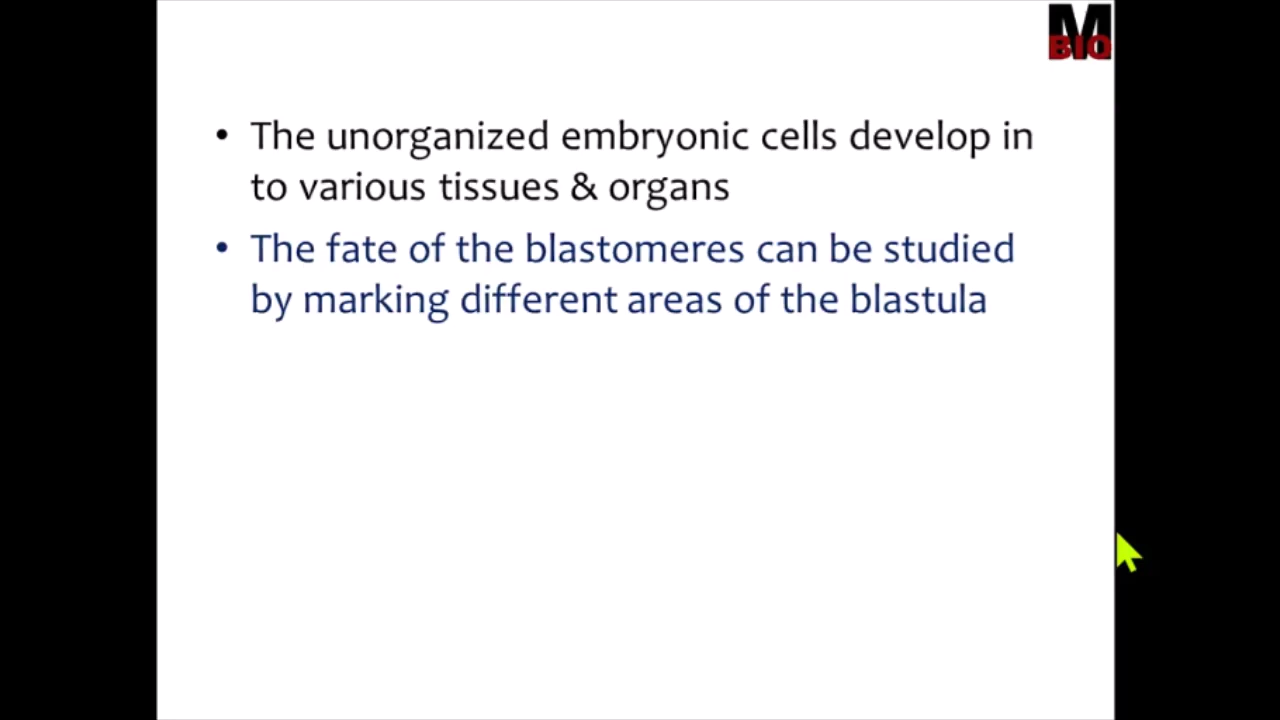 M
BIO
• The unorganized embryonic cells develop in
to various tissues & organs
• The fate of the blastomeres can be studied
by marking different areas of the blastula